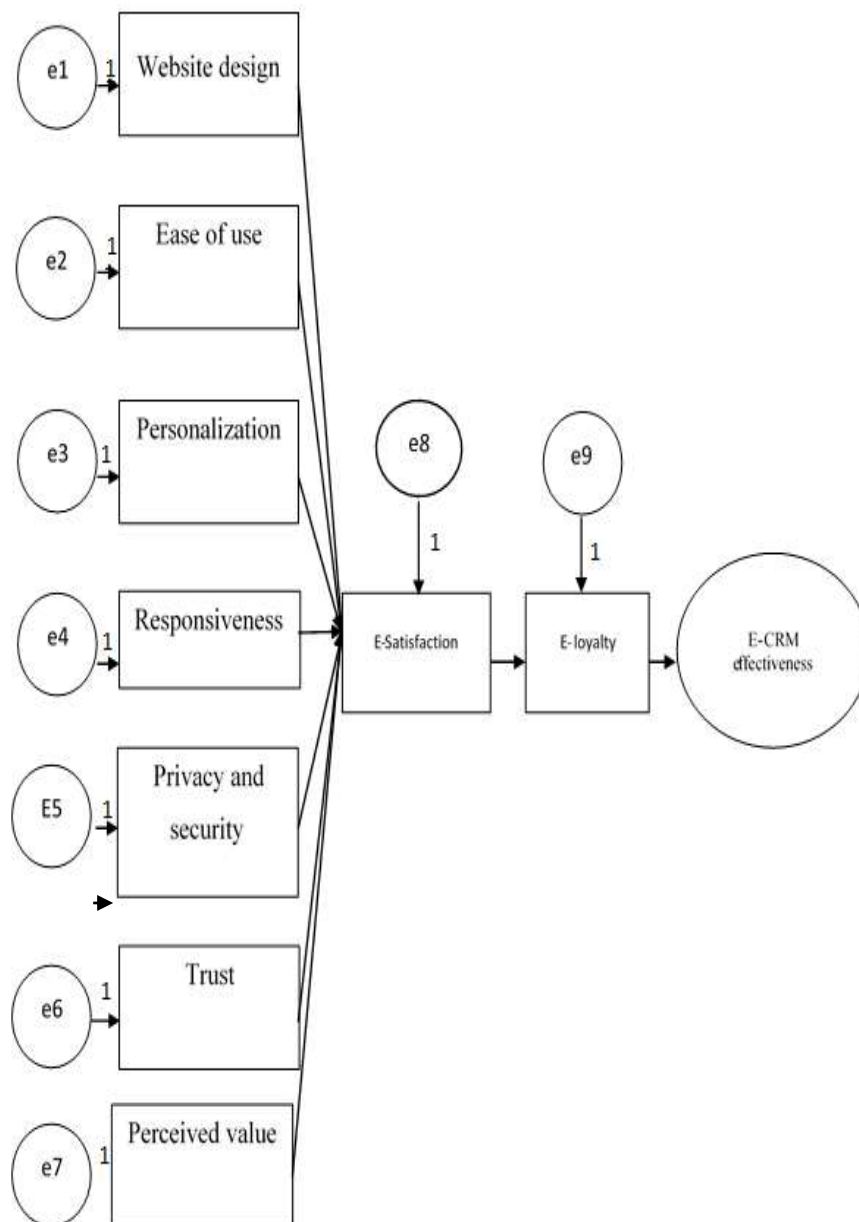 e1
1
Website design
e2
1
Ease of use
e3
1
Personalization
e4
1
Responsiveness
E5
1
Privacy and
security
e6
1
Trust
e7
1
Perceived value
e8
1
e9
1
E-Satisfaction
E- loyalty
E-CRM
effectiveness